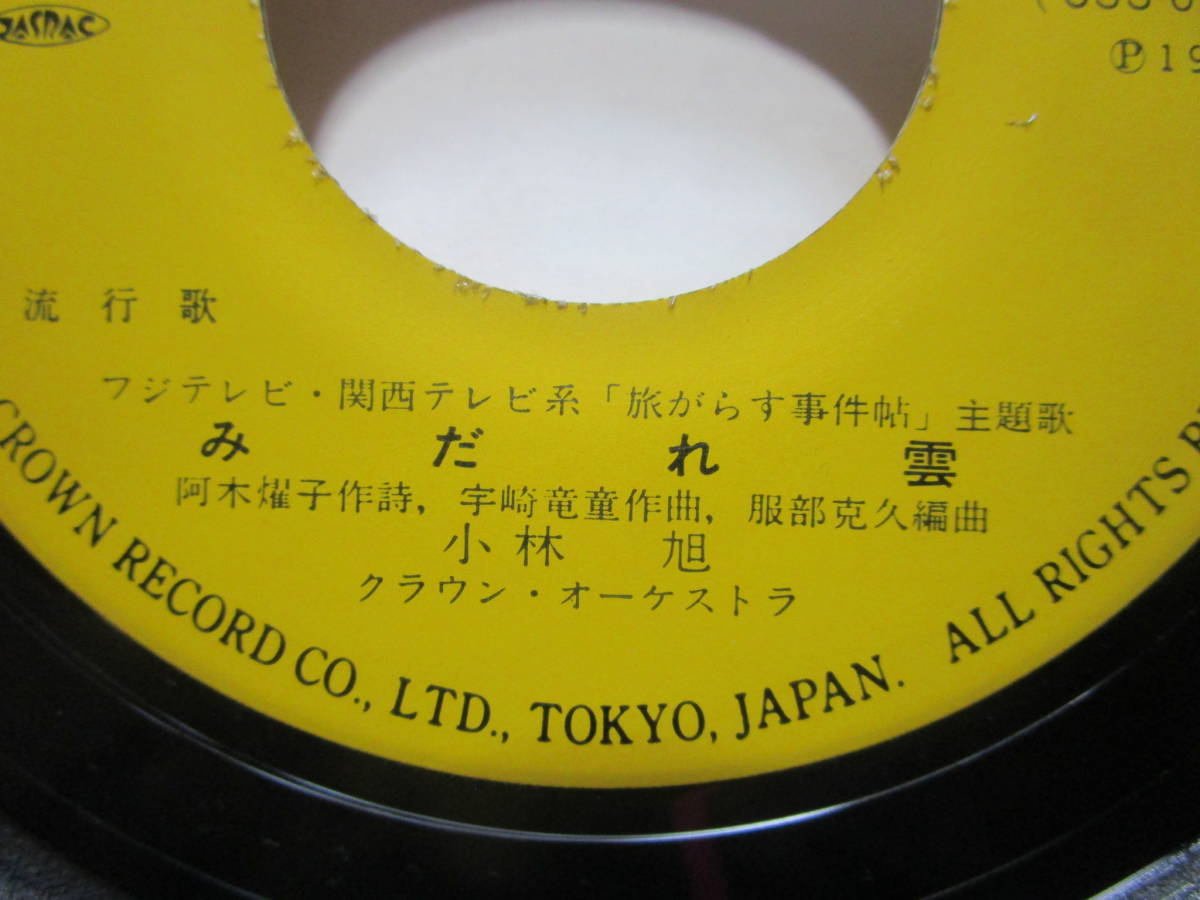 JASRAC
Ⓟ19
流行歌
フジテレビ・関西テレビ系「旅がらす事件帖」主題歌
みだれ雲
阿木燿子作詩, 宇崎竜童作曲, 服部克久編曲
小林 旭
クラウン・オーケストラ
CROWN RECORD CO., LTD., TOKYO, JAPAN. ALL RIGHTS